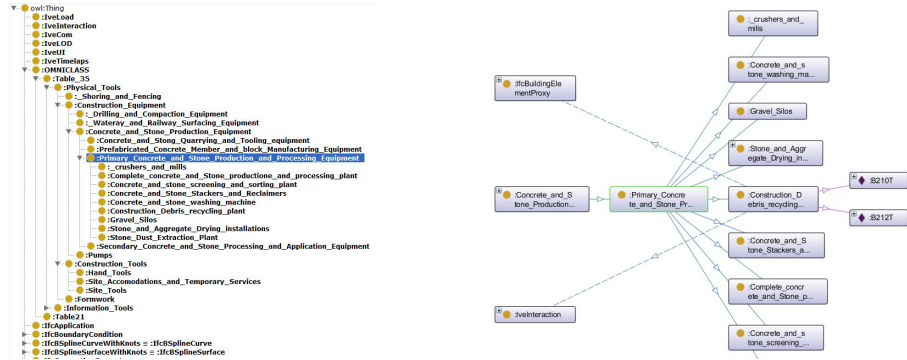 owl:Thing
:IveLoad
:IveInteraction
:IveCom
:IveLOD
:IveUI
:IveTimelaps
:OMNICLASS
:Table_35
:Physical_Tools
:_Shoring_and_Fencing
:Construction_Equipment
:_Drilling_and_Compaction_Equipment
:_Wateray_and_Railway_Surfacing_Equipment
:Concrete_and_Stone_Production_Equipment
:Concrete_and_Stong_Quarrying_and_Tooling_equipment
:Prefabricated_Concrete_Member_and_block_Manufacturing_Equipment
:Primary_Concrete_and_Stone_Production_and_Processing_Equipment
:_crushers_and_mills
:Complete_concrete_and_Stone_productione_and_processing_plant
:Concrete_and_stone_screening_and_sorting_plant
:Concrete_and_Stone_Stackers_and_Reclaimers
:Concrete_and_stone_washing_machine
:Construction_Debris_recycling_plant
:Gravel_Silos
:Stone_and_Aggregate_Drying_installations
:Stone_Dust_Extraction_Plant
:Secondary_Concrete_and_Stone_Processing_and_Application_Equipment
:Pumps
:Construction_Tools
:Hand_Tools
:Site_Accomodations_and_Temporary_Services
:Site_Tools
:Formwork
:Information_Tools
:Table21
:IfcApplication
:IfcBoundaryCondition
:IfcBSplineCurveWithKnots ≡ :IfcBSplineCurve
:IfcBSplineSurfaceWithKnots ≡ :IfcBSplineSurface
:_crushers_and_
mills
:Concrete_and_s
tone_washing_ma...
:IfcBuildingEle
mentProxy
:Gravel_Silos
:Stone_and_Aggr
egate_Drying_in...
:Concrete_and_S
tone_Production...
:Primary_Concre
te_and_Stone_Pr...
:Construction_D
ebris_recycling...
:B210T
:B212T
:Concrete_and_S
tone_Stackers_a...
:Complete_concr
ete_and_Stone_p...
:IveInteraction
:Concrete_and_s
tone_screening_...